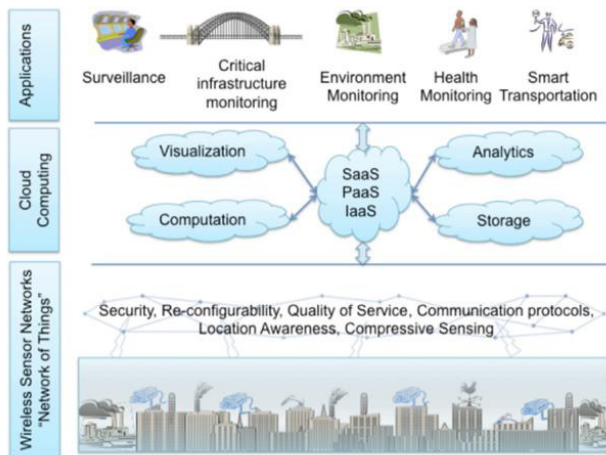 Applications
Surveillance
Critical
infrastructure
monitoring
Environment
Monitoring
Health
Monitoring
Smart
Transportation
Cloud
Computing
Visualization
Computation
SaaS
PaaS
IaaS
Analytics
Storage
Wireless Sensor Networks
"Network of Things"
Security, Re-configurability, Quality of Service, Communication protocols,
Location Awareness, Compressive Sensing